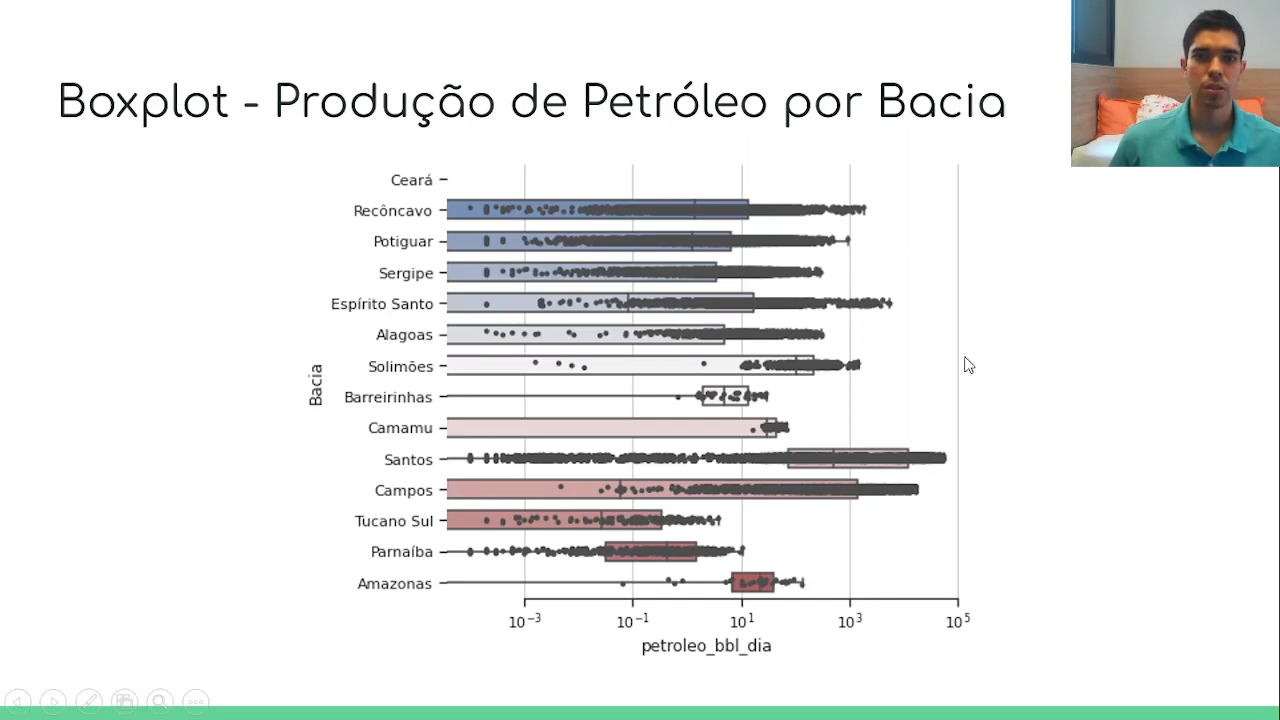 Boxplot - Produção de Petróleo por Bacia
Ceará
Recôncavo
Potiguar
Sergipe
Espírito Santo
Alagoas
Solimões
Barreirinhas
Camamu
Santos
Campos
Tucano Sul
Parnaíba
Amazonas
Bacia
10⁻³ 10⁻¹ 10¹ 10³ 10⁵
petroleo_bbl_dia